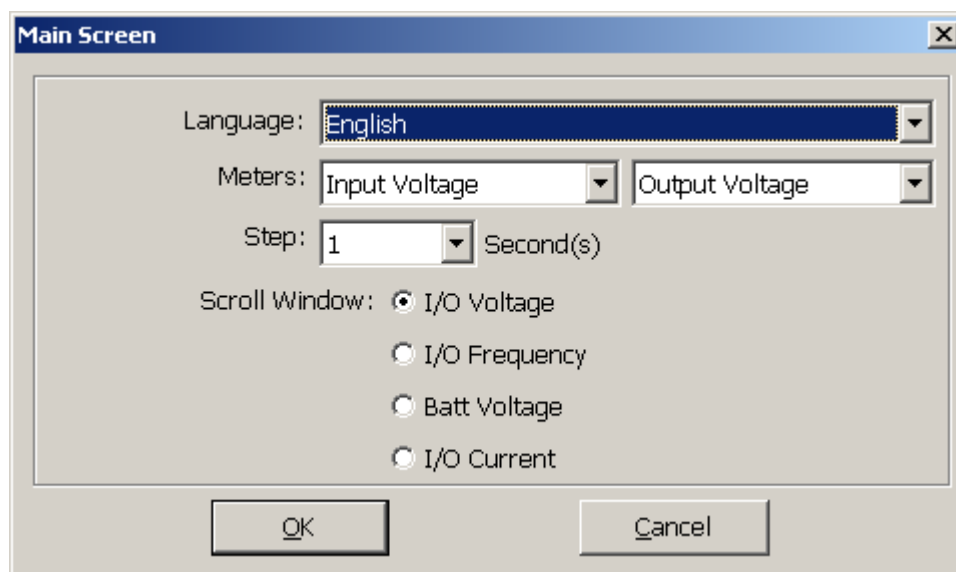 Main Screen
Language: English
Meters: Input Voltage Output Voltage
Step: 1 Second(s)
Scroll Window: I/O Voltage
I/O Frequency
Batt Voltage
I/O Current
OK Cancel